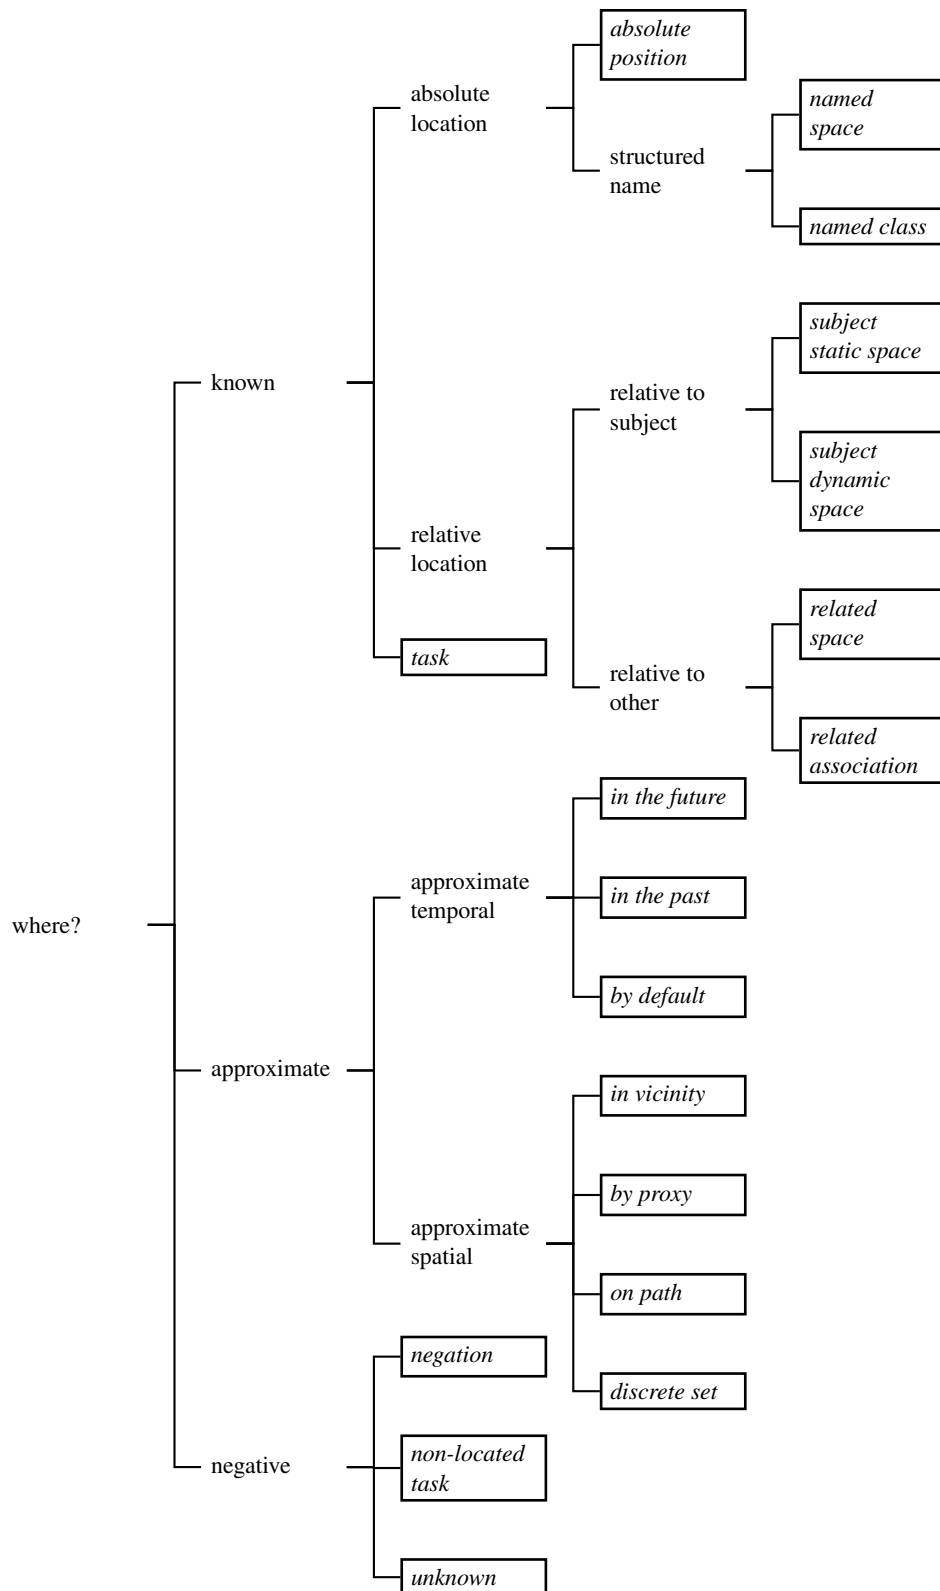 absolute
position
absolute
location
named
space
structured
name
named class
subject
static space
known
relative to
subject
subject
dynamic
space
relative
location
related
space
task
relative to
other
related
association
in the future
approximate
temporal
in the past
where?
by default
approximate
in vicinity
by proxy
approximate
spatial
on path
negation
discrete set
negative
non-located
task
unknown